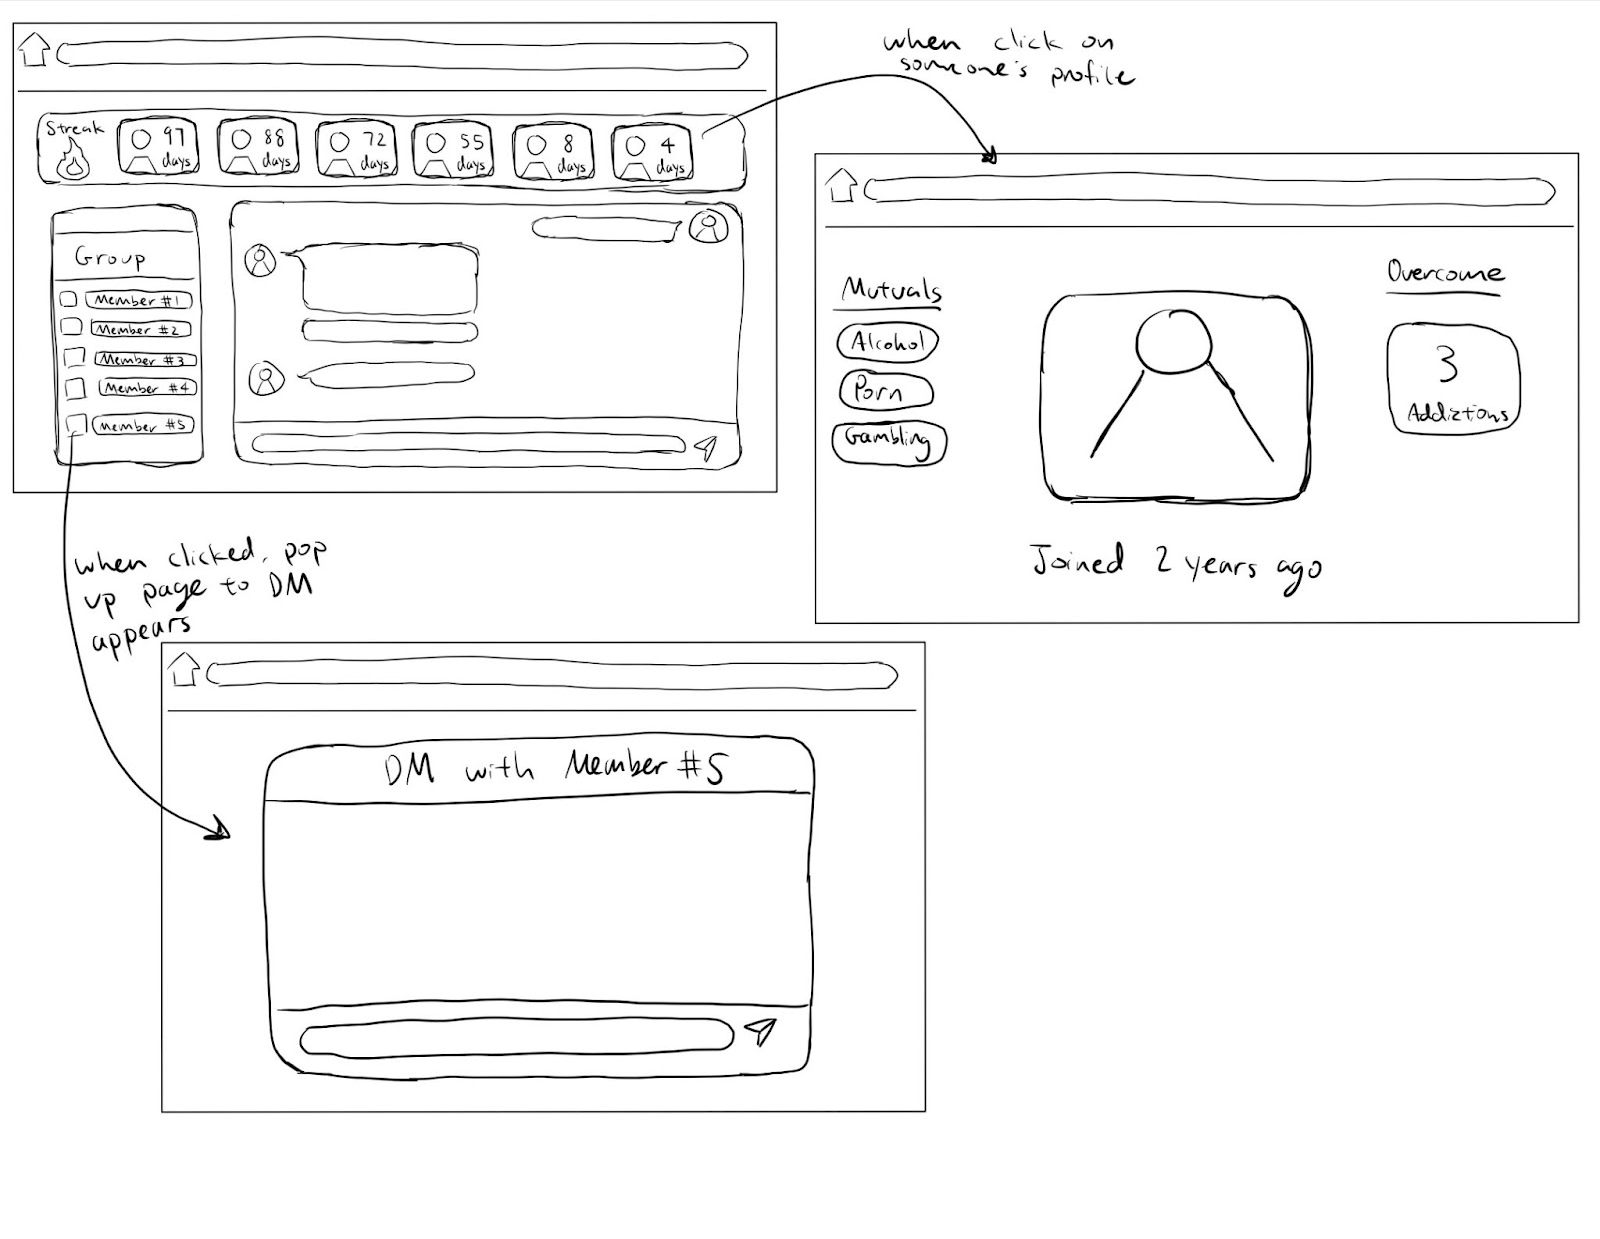 when click on
someone's profile
Streak
97
days
88
days
72
days
55
days
8
days
4
days
Group
Member #1
Member #2
Member #3
Member #4
Member #5
Mutuals
Alcohol
Porn
Gambling
Overcome
3
Addictions
Joined 2 years ago
when clicked, pop
up page to DM
appears
DM with Member #5